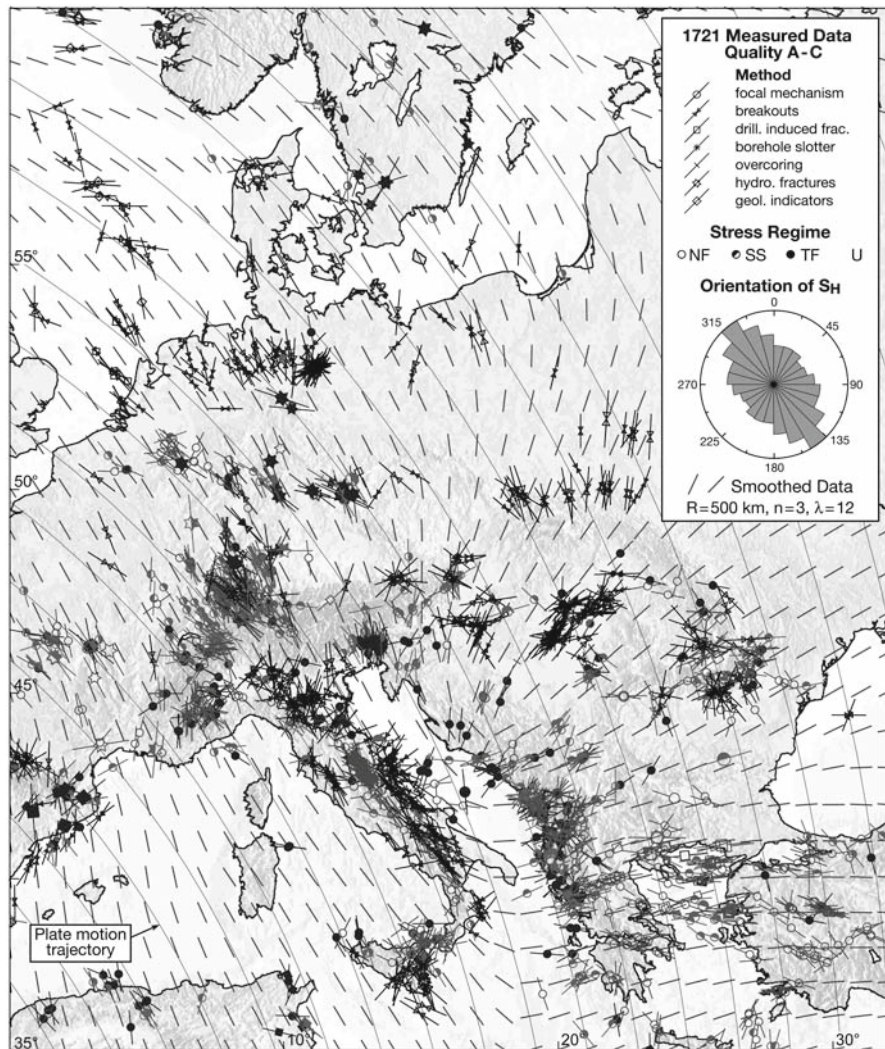 1721 Measured Data
Quality A-C
Method
focal mechanism
breakouts
drill. induced frac.
borehole slotter
overcoring
hydro. fractures
geol. indicators
Stress Regime
NF SS TF U
Orientation of SH
0
315 45
270 90
225 135
180
Smoothed Data
R=500 km, n=3, λ=12
55°
50°
45°
Plate motion
trajectory
35° 10° 20° 30°